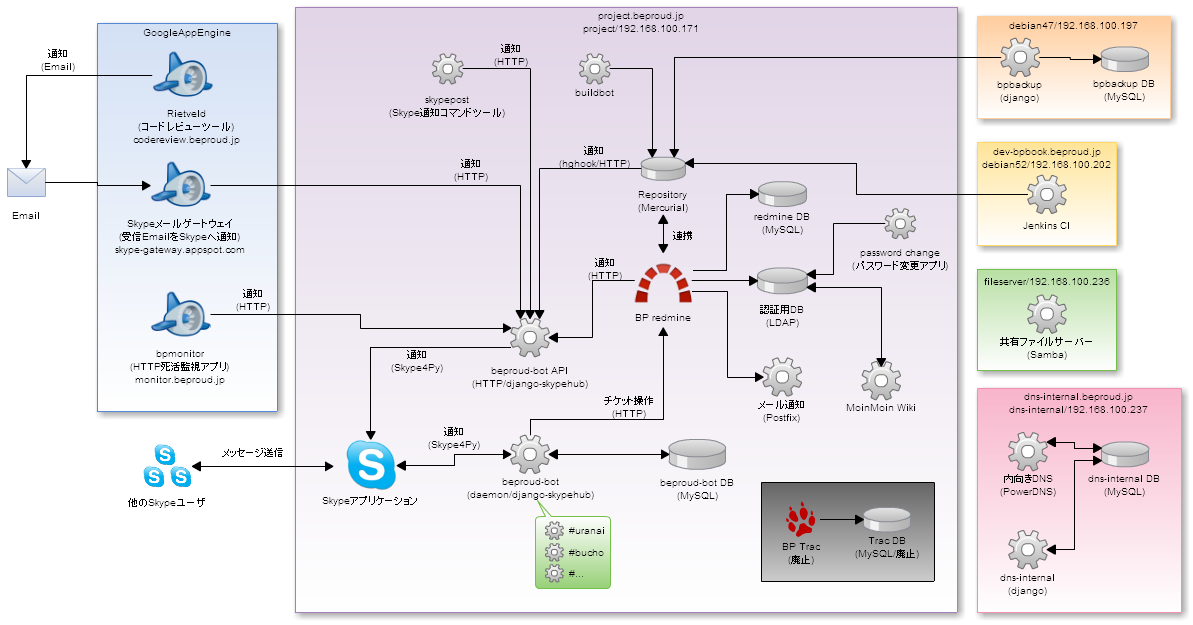 GoogleAppEngine
通知
(Email)
Email
Rietveld
(コードレビューツール)
codereview.beproud.jp
Skypeメールゲートウェイ
(受信EmailをSkypeへ通知)
skype-gateway.appspot.com
通知
(HTTP)
bpmonitor
(HTTP死活監視アプリ)
monitor.beproud.jp
他のSkypeユーザ
メッセージ送信
project.beproud.jp
project/192.168.100.171
通知
(HTTP)
skypepost
(Skype通知コマンドツール)
buildbot
通知
(HTTP)
通知
(hghook/HTTP)
Repository
(Mercurial)
連携
redmine DB
(MySQL)
password change
(パスワード変更アプリ)
通知
(HTTP)
BP redmine
認証用DB
(LDAP)
beproud-bot API
(HTTP/django-skypehub)
通知
(Skype4Py)
チケット操作
(HTTP)
メール通知
(Postfix)
MoinMoin Wiki
通知
(Skype4Py)
Skypeアプリケーション
beproud-bot
(daemon/django-skypehub)
beproud-bot DB
(MySQL)
#uranai
#bucho
#...
BP Trac
(廃止)
Trac DB
(MySQL/廃止)
debian47/192.168.100.197
bpbackup
(django)
bpbackup DB
(MySQL)
dev-bpbook.beproud.jp
debian52/192.168.100.202
Jenkins CI
fileserver/192.168.100.236
共有ファイルサーバー
(Samba)
dns-internal.beproud.jp
dns-internal/192.168.100.237
内向きDNS
(PowerDNS)
dns-internal DB
(MySQL)
dns-internal
(django)